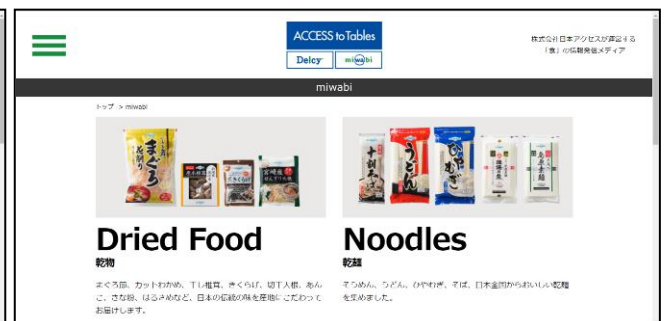 ACCESS to Tables
Delcy
miwabi
株式会社日本アクセスが運営する
「食」の情報発信メディア
miwabi
トップ > miwabi
まぐろ
うどん
Dried Food
乾物
まぐろ節、カットわかめ、干し椎茸、きくらげ、切干大根、あん
こ、きな粉、はるさめなど、日本の伝統の味を産地にこだわって
お届けします。
Noodles
乾麺
そうめん、うどん、ひやむぎ、そば、日本全国からおいしい乾麺
を集めました。